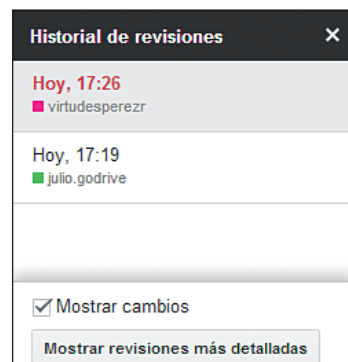 Historial de revisiones
Hoy, 17:26
virtudesperezr
Hoy, 17:19
julio.godrive
Mostrar cambios
Mostrar revisiones más detalladas